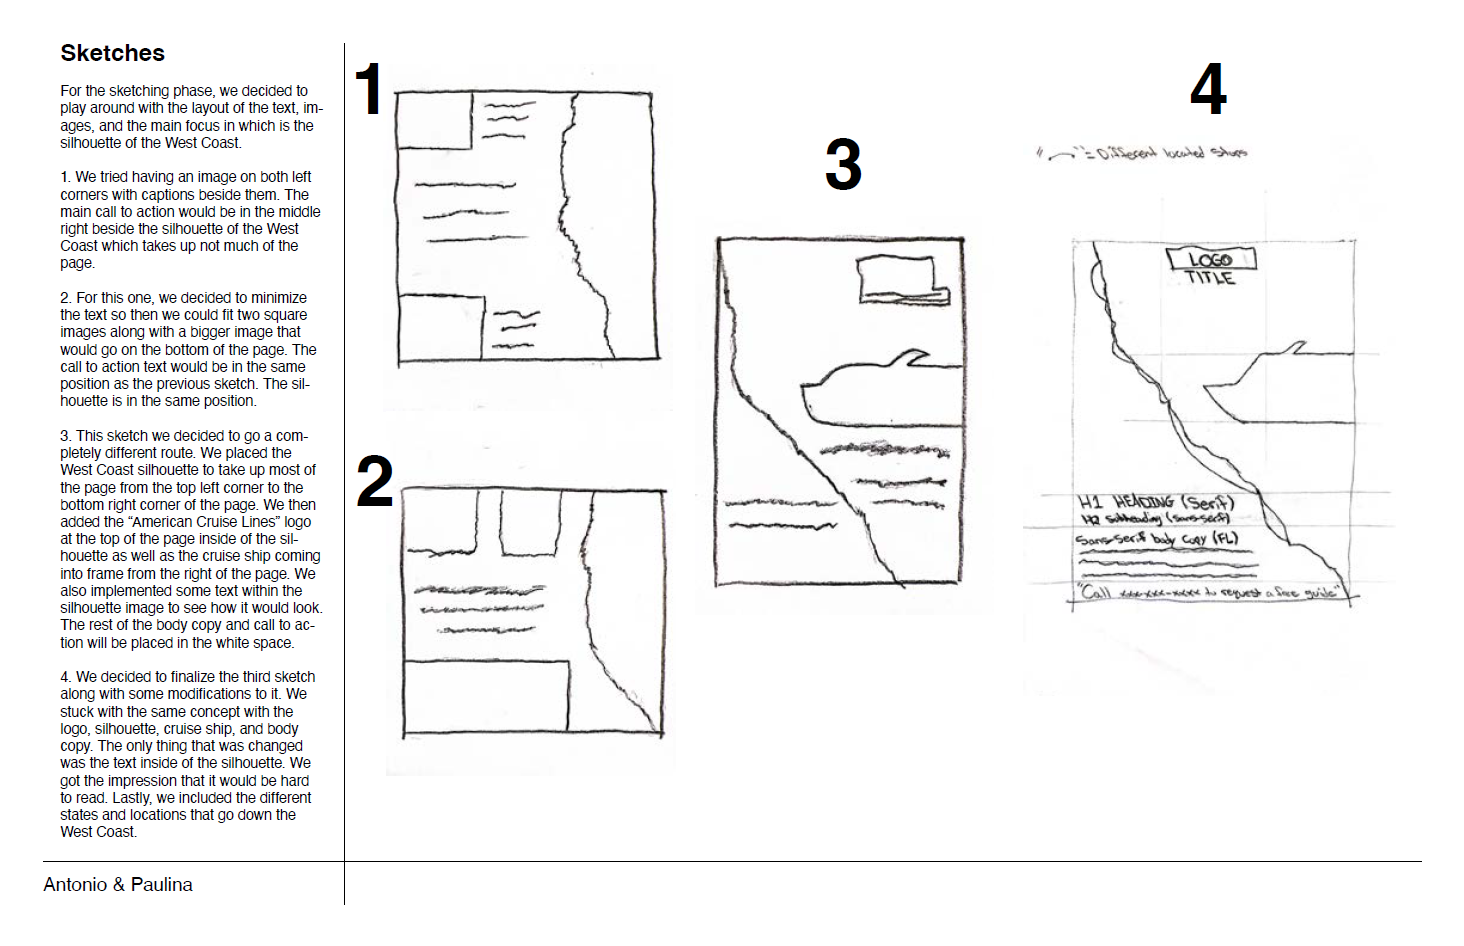 Sketches
For the sketching phase, we decided to
play around with the layout of the text, im-
ages, and the main focus in which is the
silhouette of the West Coast.
1. We tried having an image on both left
corners with captions beside them. The
main call to action would be in the middle
right beside the silhouette of the West
Coast which takes up not much of the
page.
2. For this one, we decided to minimize
the text so then we could fit two square
images along with a bigger image that
would go on the bottom of the page. The
call to action text would be in the same
position as the previous sketch. The sil-
houette is in the same position.
3. This sketch we decided to go a com-
pletely different route. We placed the
West Coast silhouette to take up most of
the page from the top left corner to the
bottom right corner of the page. We then
added the “American Cruise Lines” logo
at the top of the page inside of the sil-
houette as well as the cruise ship coming
into frame from the right of the page. We
also implemented some text within the
silhouette image to see how it would look.
The rest of the body copy and call to ac-
tion will be placed in the white space.
4. We decided to finalize the third sketch
along with some modifications to it. We
stuck with the same concept with the
logo, silhouette, cruise ship, and body
copy. The only thing that was changed
was the text inside of the silhouette. We
got the impression that it would be hard
to read. Lastly, we included the different
states and locations that go down the
West Coast.
Antonio & Paulina
1
2
3
4
= Different located stops
LOGO
TITLE
H1 HEADING (Serif)
H2 subheading (sans-serif)
Sans-Serif body copy (FL)
"Call xxx-xxx-xxxx to request a free guide"